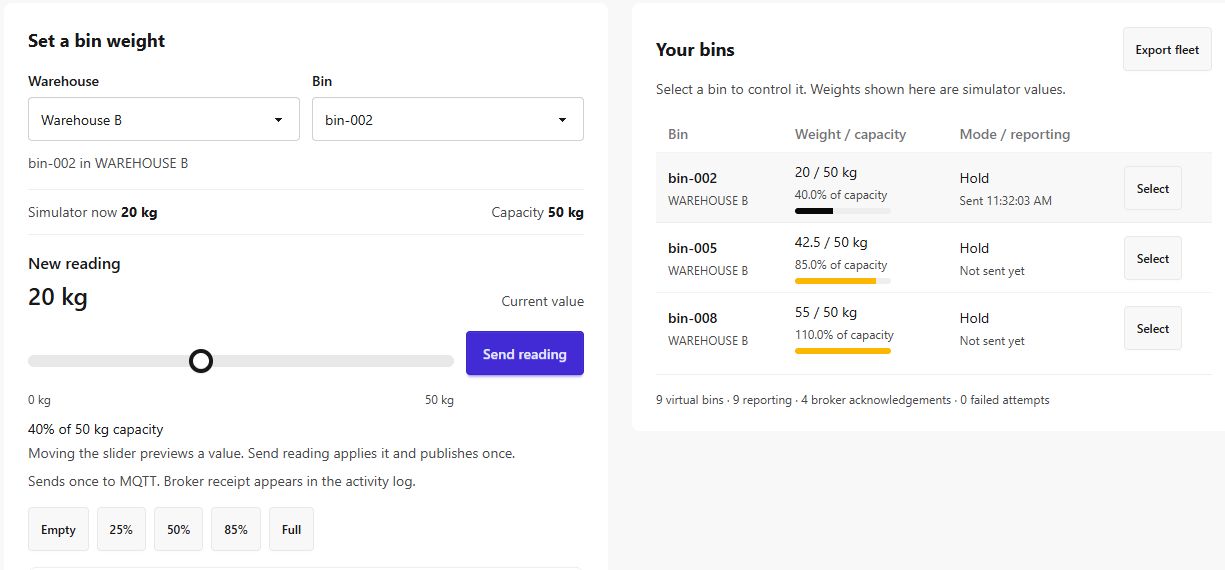 Set a bin weight
Warehouse
Bin
Warehouse B
bin-002
bin-002 in WAREHOUSE B
Simulator now 20 kg
Capacity 50 kg
New reading
20 kg
Current value
Send reading
0 kg
50 kg
40% of 50 kg capacity
Moving the slider previews a value. Send reading applies it and publishes once.
Sends once to MQTT. Broker receipt appears in the activity log.
Empty
25%
50%
85%
Full
Your bins
Export fleet
Select a bin to control it. Weights shown here are simulator values.
Bin
Weight / capacity
Mode / reporting
bin-002
WAREHOUSE B
20 / 50 kg
40.0% of capacity
Hold
Sent 11:32:03 AM
Select
bin-005
WAREHOUSE B
42.5 / 50 kg
85.0% of capacity
Hold
Not sent yet
Select
bin-008
WAREHOUSE B
55 / 50 kg
110.0% of capacity
Hold
Not sent yet
Select
9 virtual bins · 9 reporting · 4 broker acknowledgements · 0 failed attempts